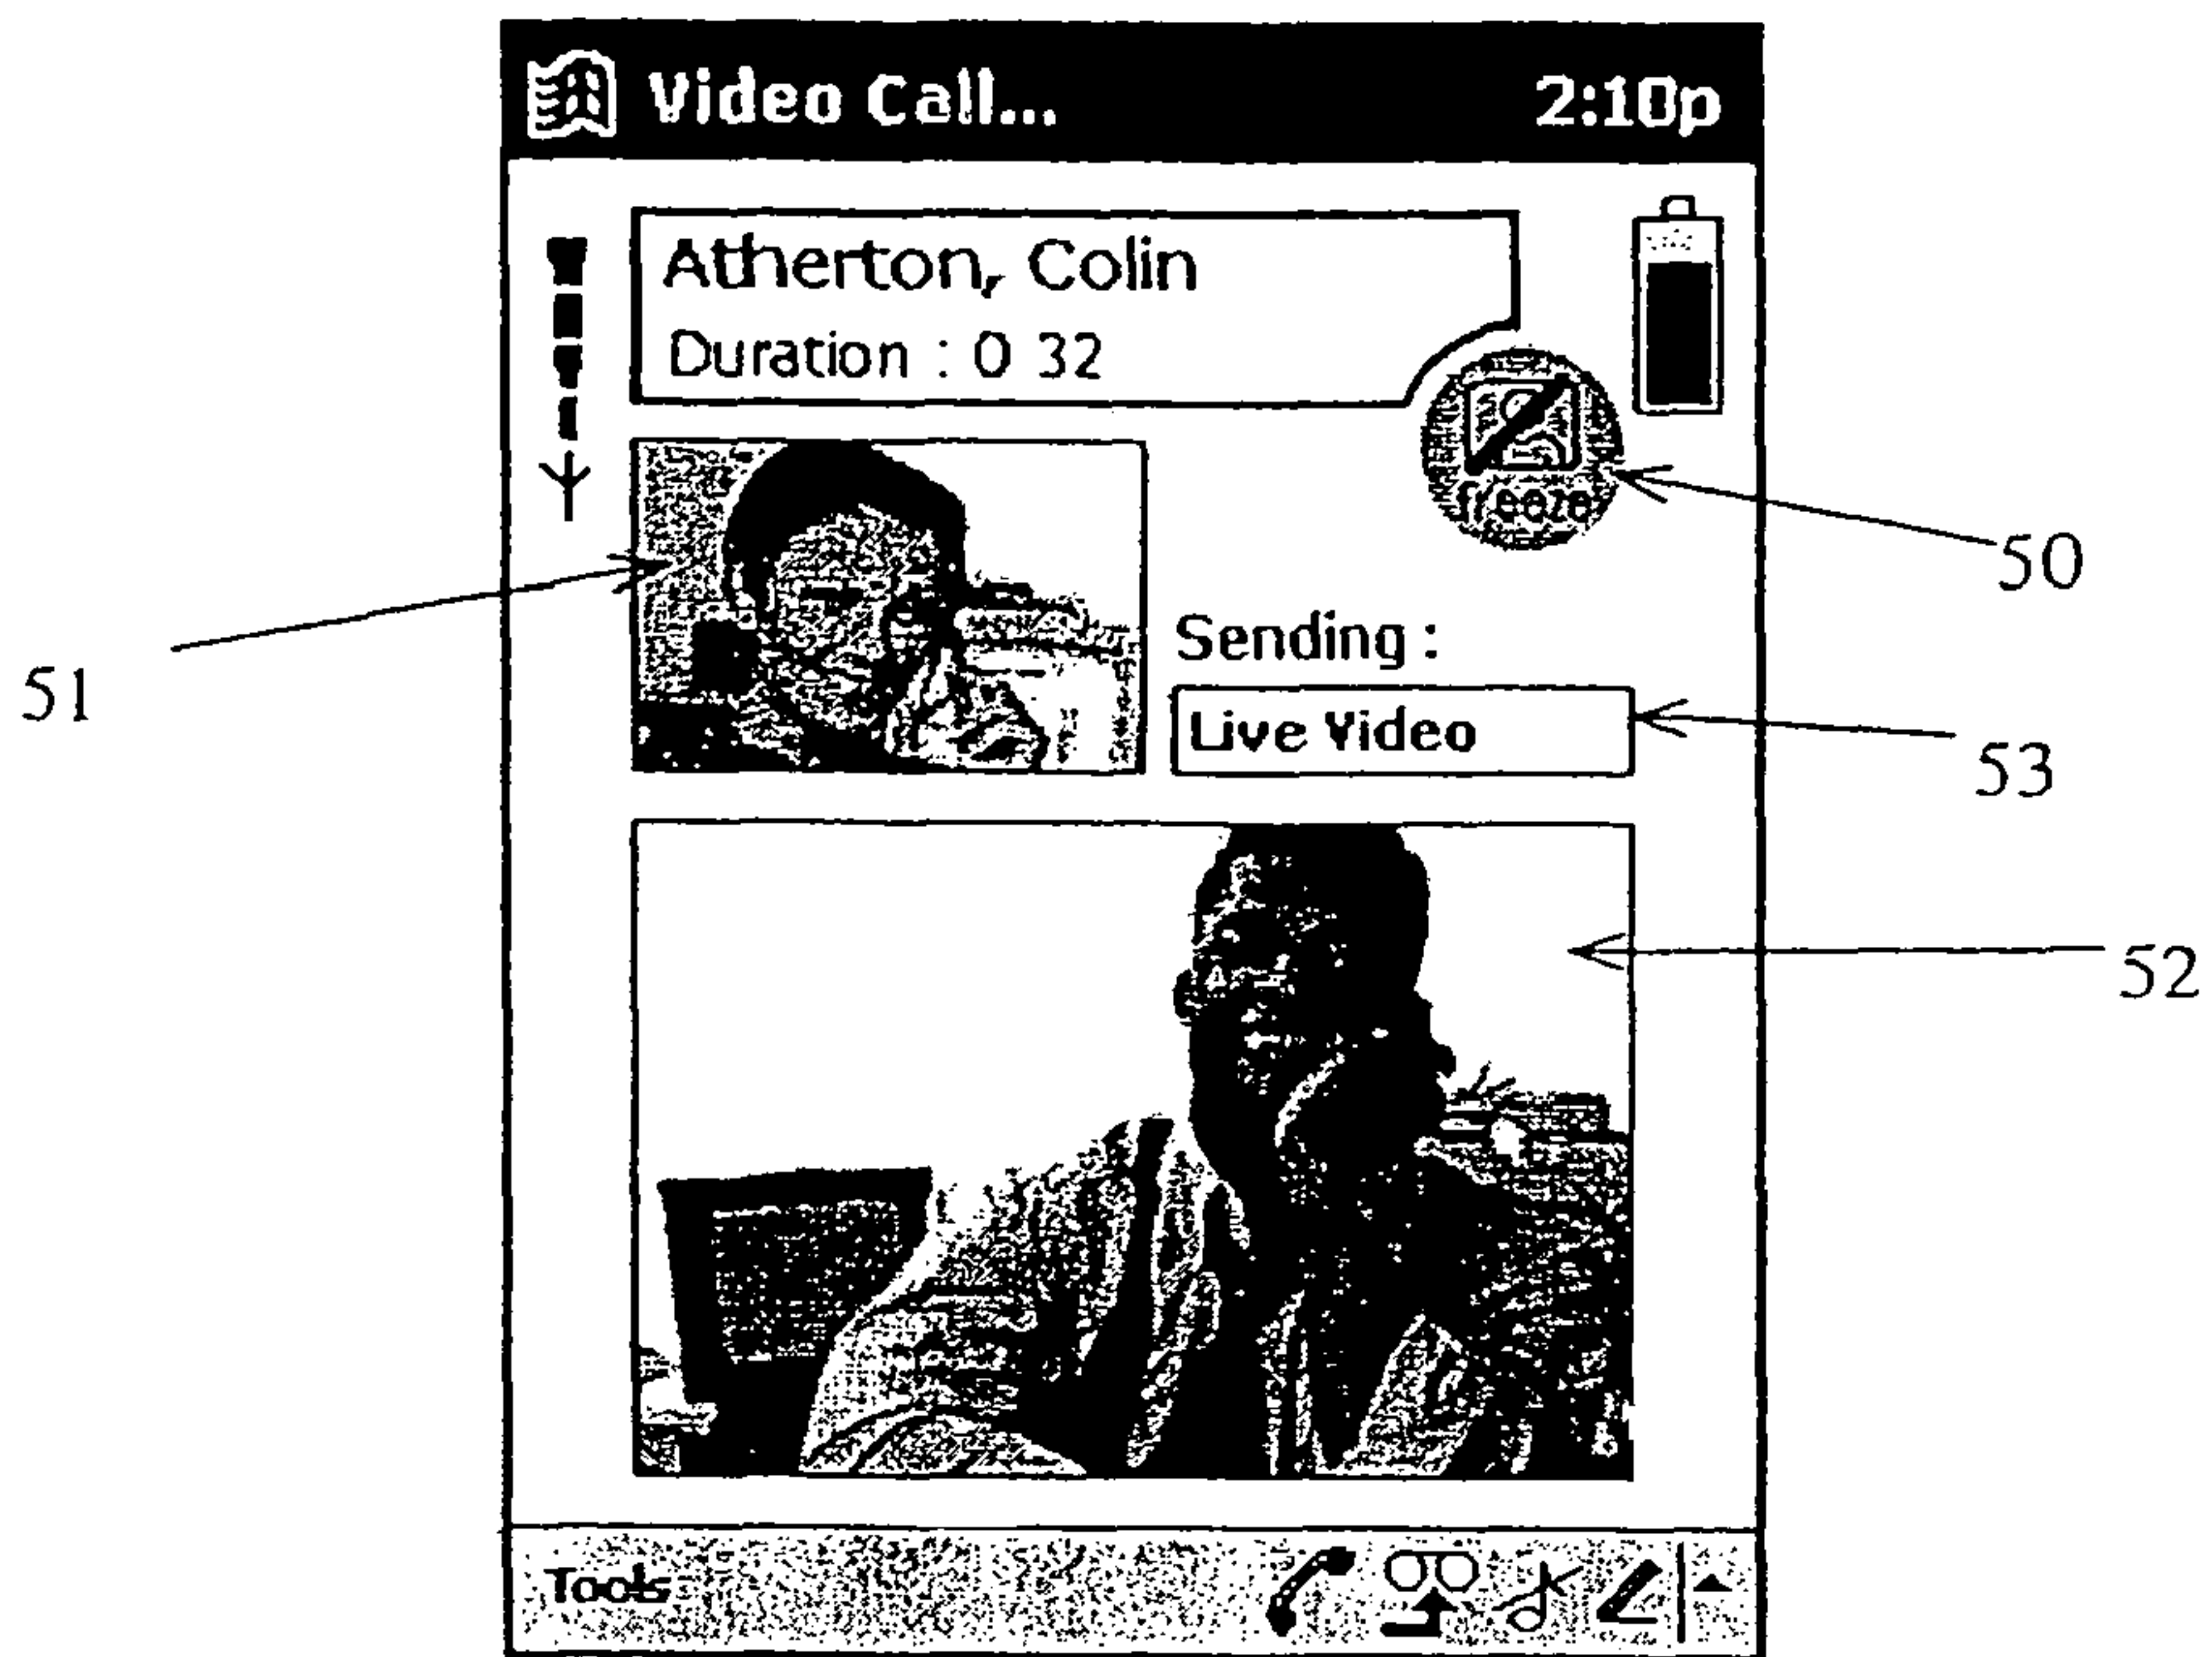 Video Call... 2:10p
Atherton, Colin
Duration : 0 32
freeze
50
51
Sending :
Live Video
53
52
Tools